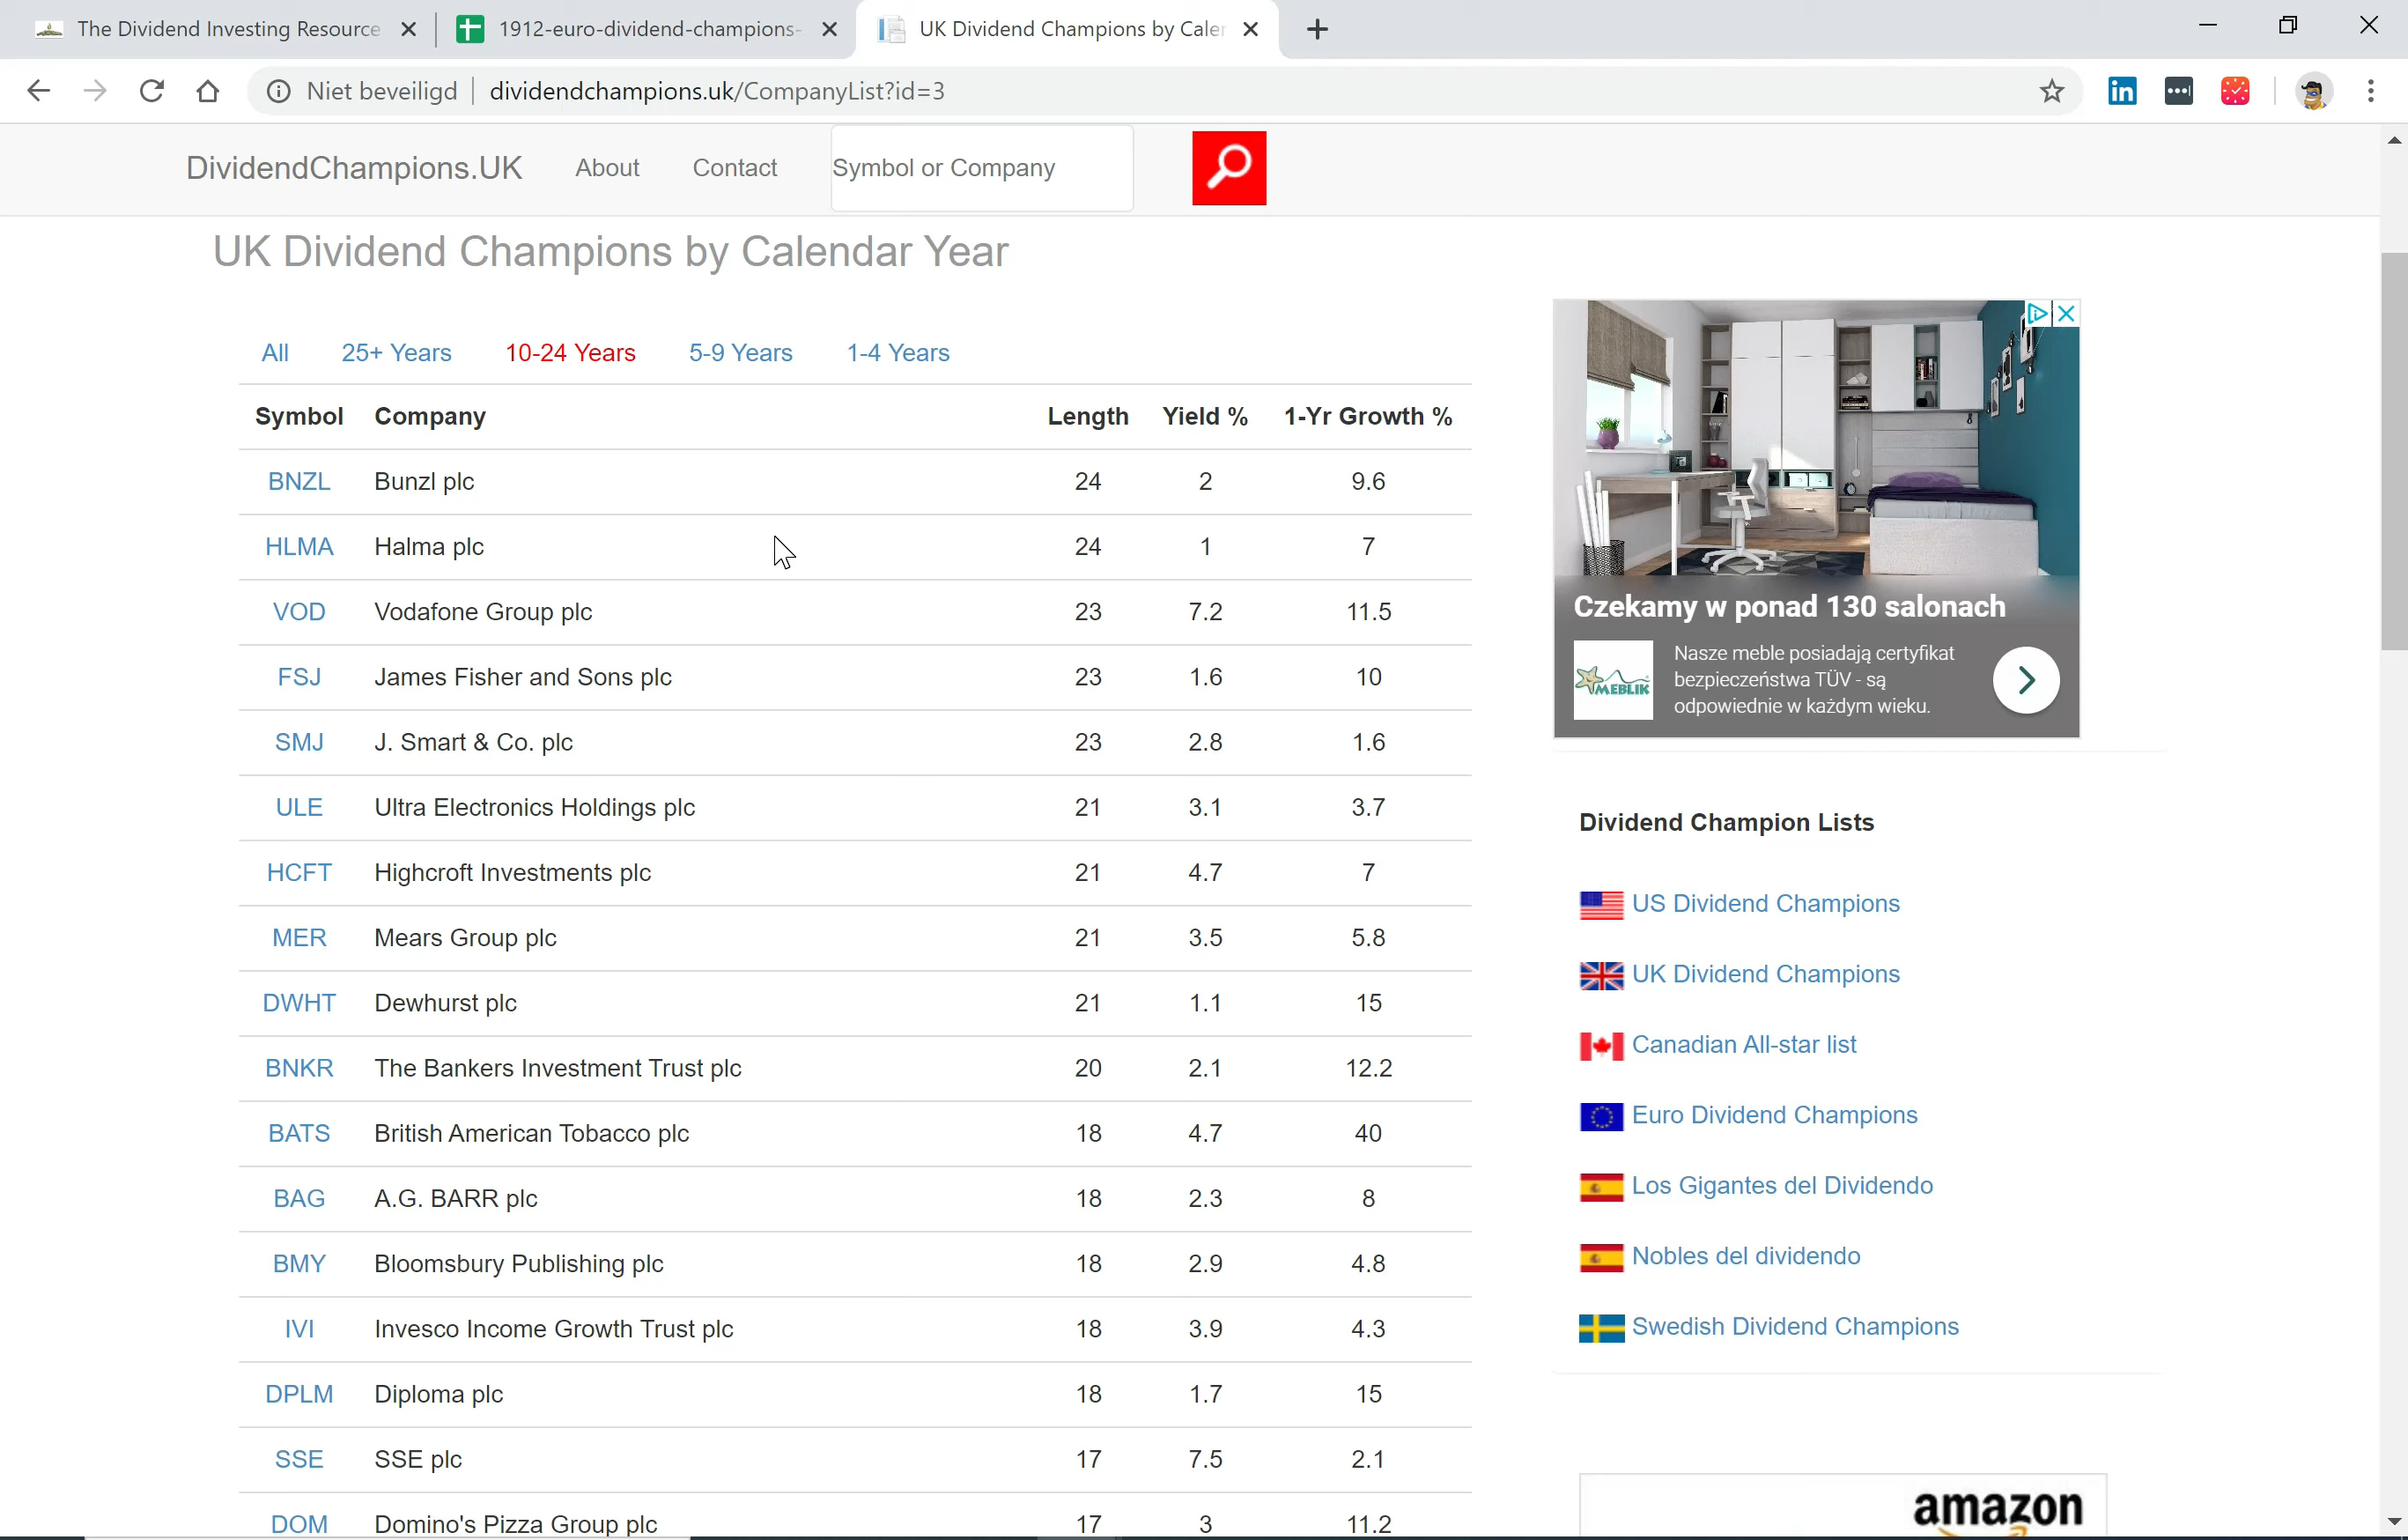 The Dividend Investing Resource
1912-euro-dividend-champions-
UK Dividend Champions by Caler
Niet beveiligd
dividendchampions.uk/CompanyList?id=3
DividendChampions.UK About Contact Symbol or Company
UK Dividend Champions by Calendar Year
All 25+ Years 10-24 Years 5-9 Years 1-4 Years
Symbol Company Length Yield % 1-Yr Growth %
BNZL Bunzl plc 24 2 9.6
HLMA Halma plc 24 1 7
VOD Vodafone Group plc 23 7.2 11.5
FSJ James Fisher and Sons plc 23 1.6 10
SMJ J. Smart & Co. plc 23 2.8 1.6
ULE Ultra Electronics Holdings plc 21 3.1 3.7
HCFT Highcroft Investments plc 21 4.7 7
MER Mears Group plc 21 3.5 5.8
DWHT Dewhurst plc 21 1.1 15
BNKR The Bankers Investment Trust plc 20 2.1 12.2
BATS British American Tobacco plc 18 4.7 40
BAG A.G. BARR plc 18 2.3 8
BMY Bloomsbury Publishing plc 18 2.9 4.8
IVI Invesco Income Growth Trust plc 18 3.9 4.3
DPLM Diploma plc 18 1.7 15
SSE SSE plc 17 7.5 2.1
DOM Domino's Pizza Group plc 17 3 11.2
Czekamy w ponad 130 salonach
MEBLIK
Nasze meble posiadają certyfikat
bezpieczeństwa TÜV - są
odpowiednie w każdym wieku.
Dividend Champion Lists
US Dividend Champions
UK Dividend Champions
Canadian All-star list
Euro Dividend Champions
Los Gigantes del Dividendo
Nobles del dividendo
Swedish Dividend Champions
amazon
in